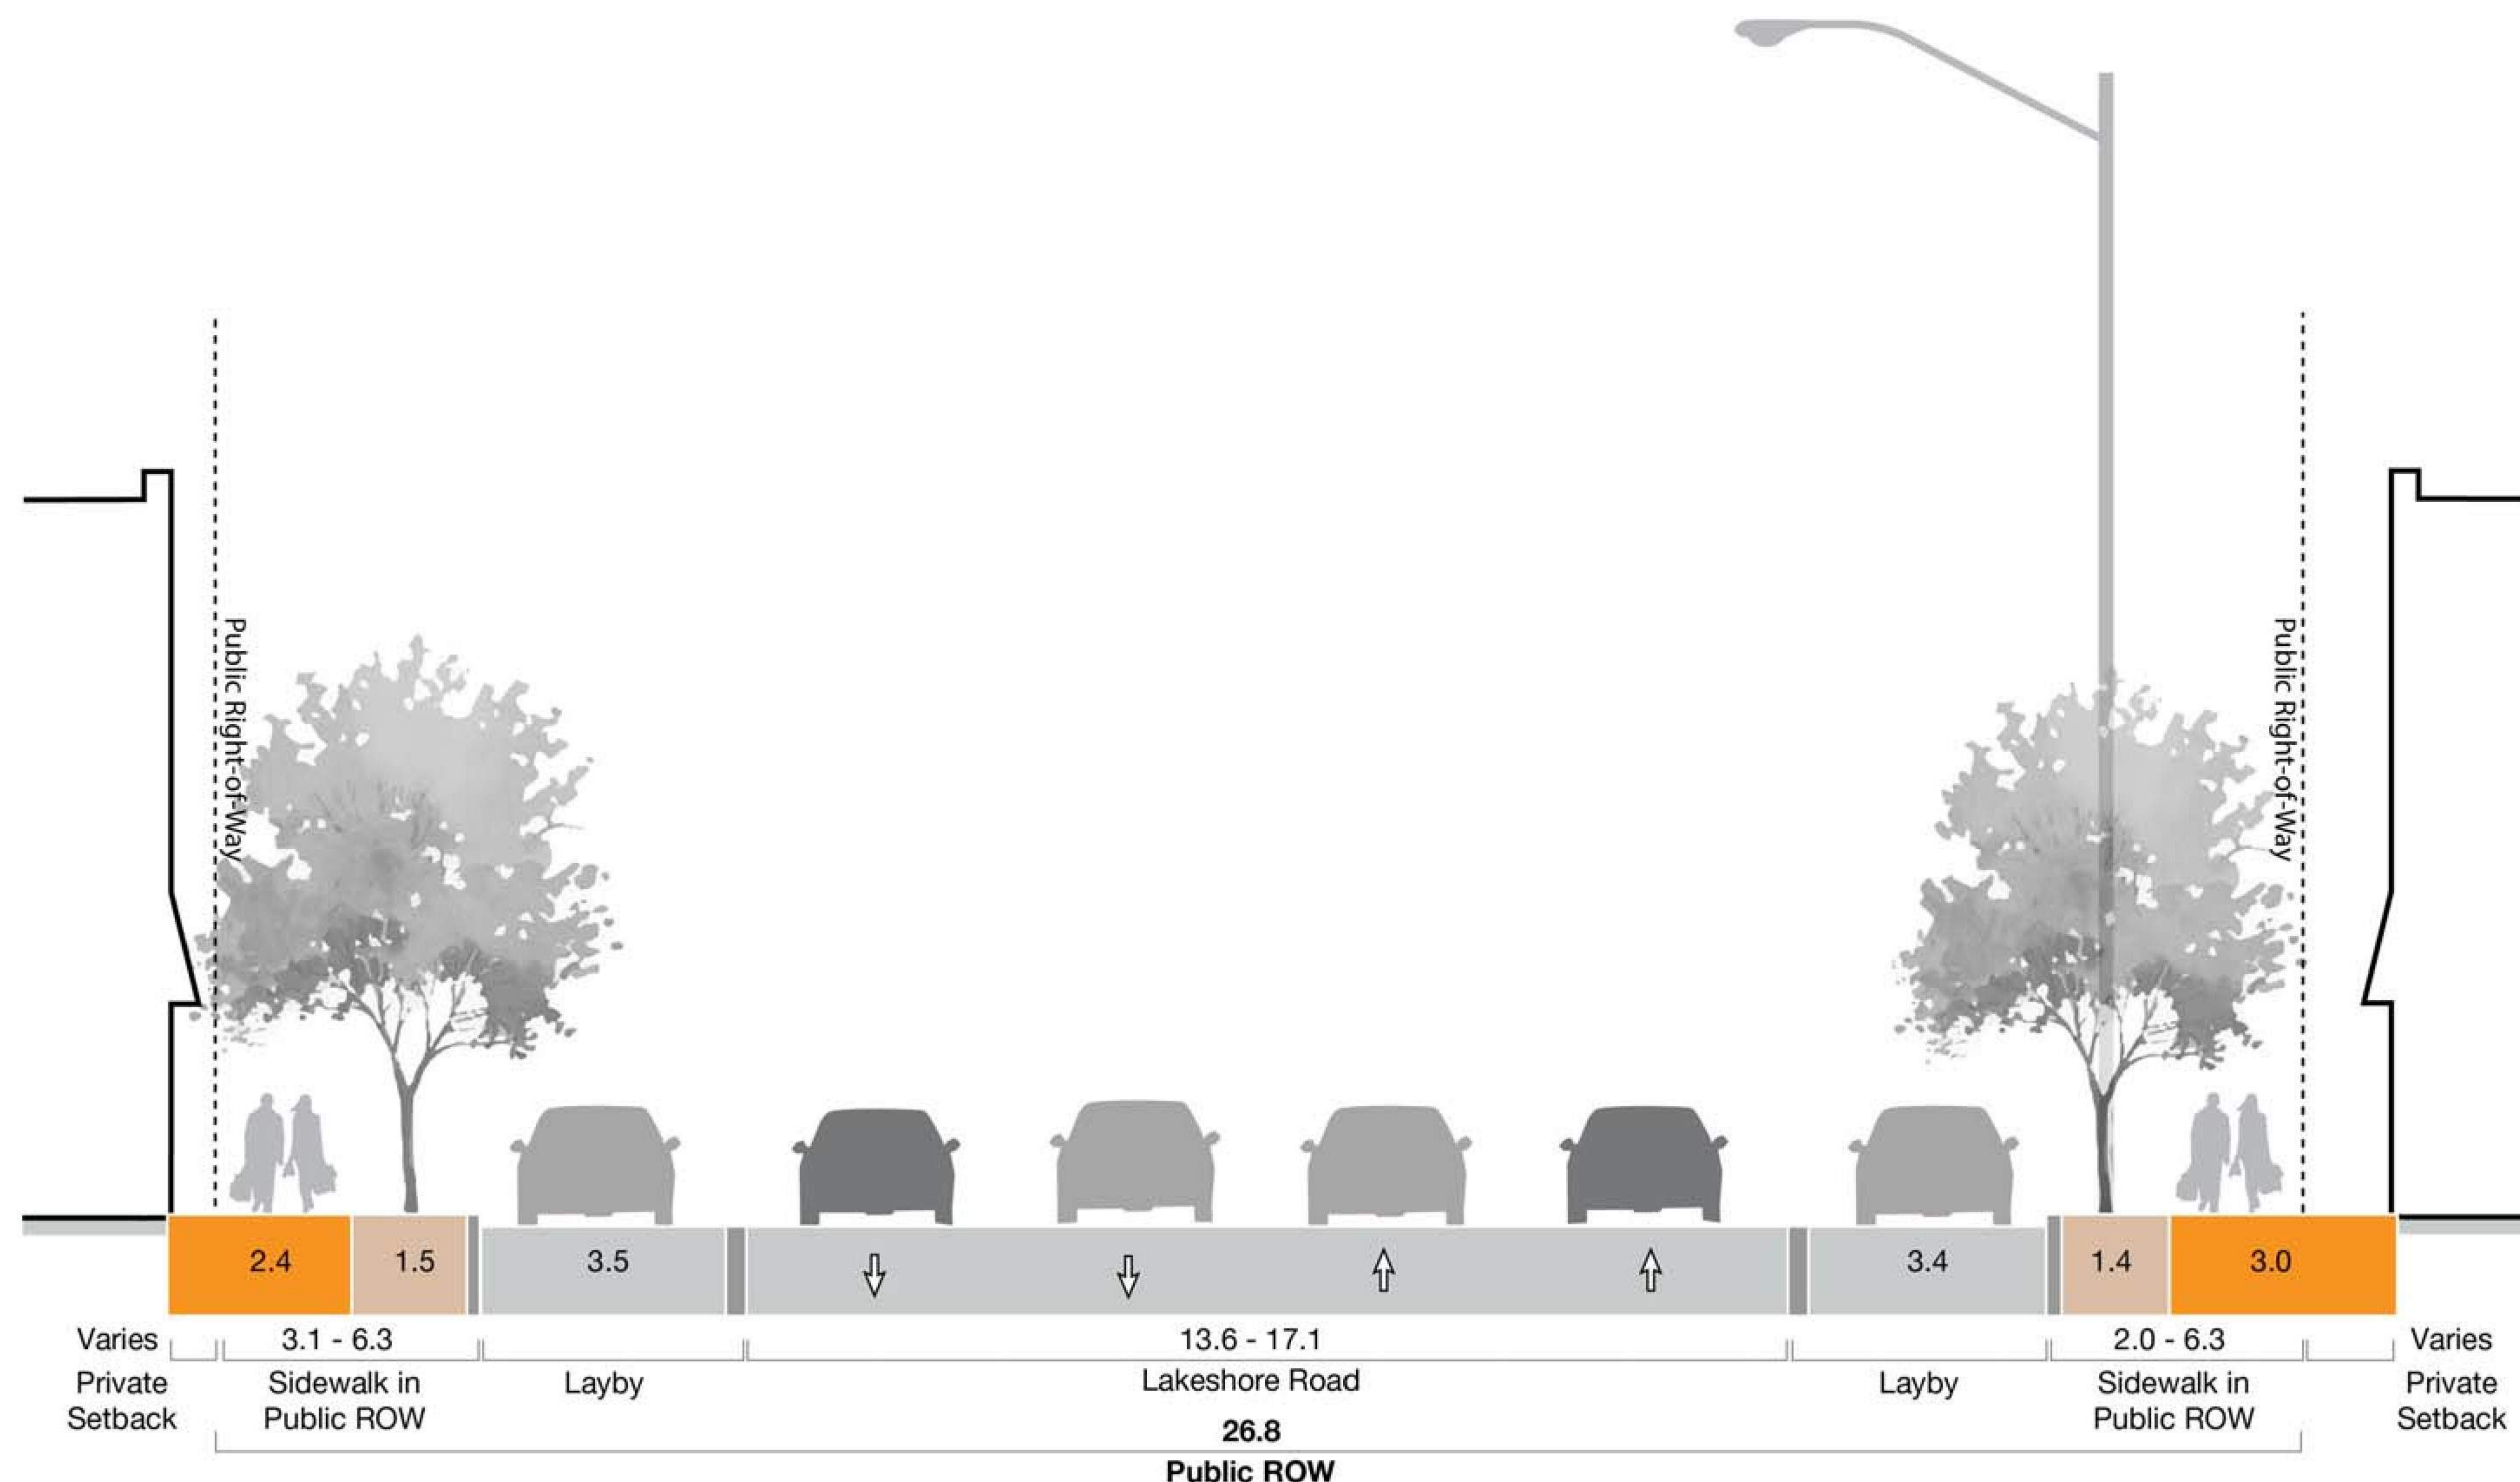 Public Right-of-Way
Public Right-of-Way
2.4
1.5
3.5
3.4
1.4
3.0
Varies
3.1 - 6.3
13.6 - 17.1
2.0 - 6.3
Varies
Private
Setback
Sidewalk in
Public ROW
Layby
Lakeshore Road
Layby
Sidewalk in
Public ROW
Private
Setback
26.8
Public ROW